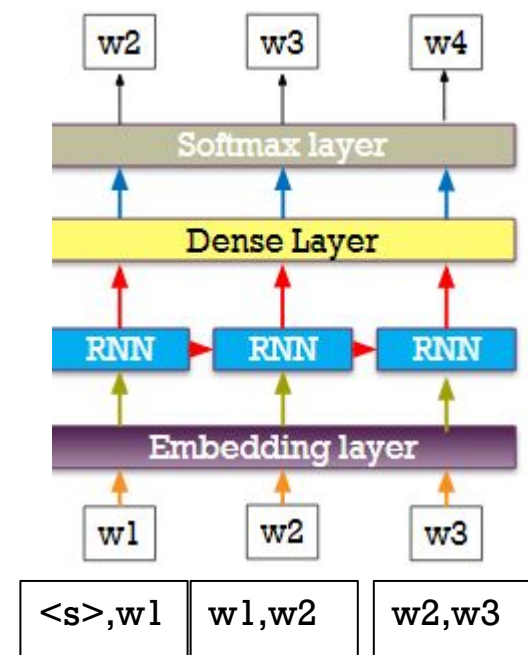 w2 w3 w4
Softmax layer
Dense Layer
RNN RNN RNN
Embedding layer
w1 w2 w3
<s>,w1 w1,w2 w2,w3